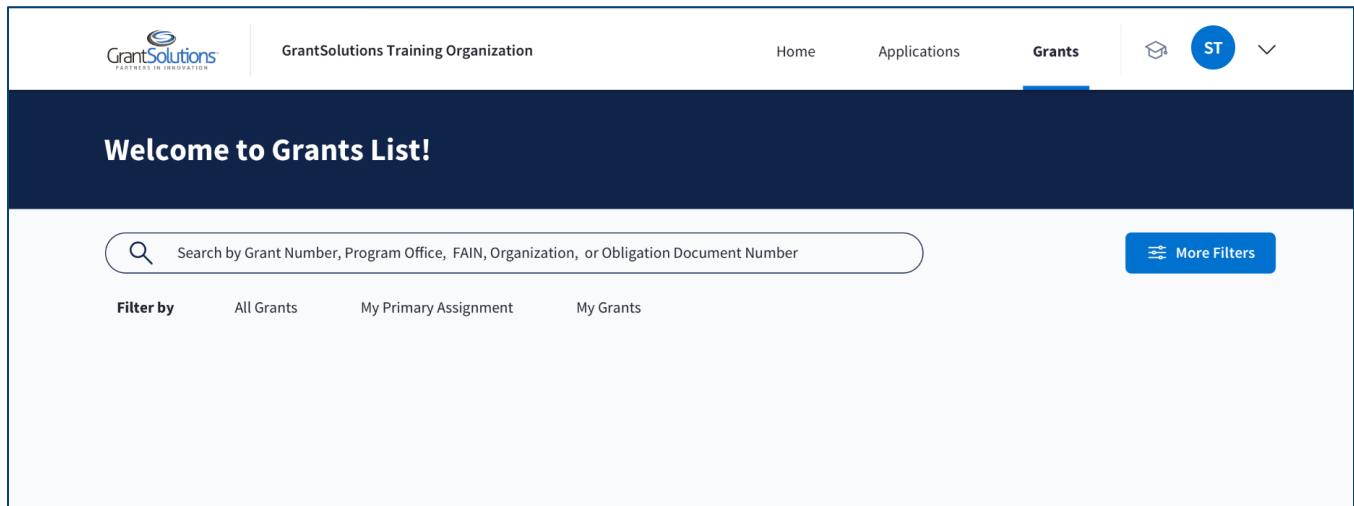 GrantSolutions
PARTNERS IN INNOVATION
GrantSolutions Training Organization
Home
Applications
Grants
ST
Welcome to Grants List!
Search by Grant Number, Program Office, FAIN, Organization, or Obligation Document Number
More Filters
Filter by
All Grants
My Primary Assignment
My Grants